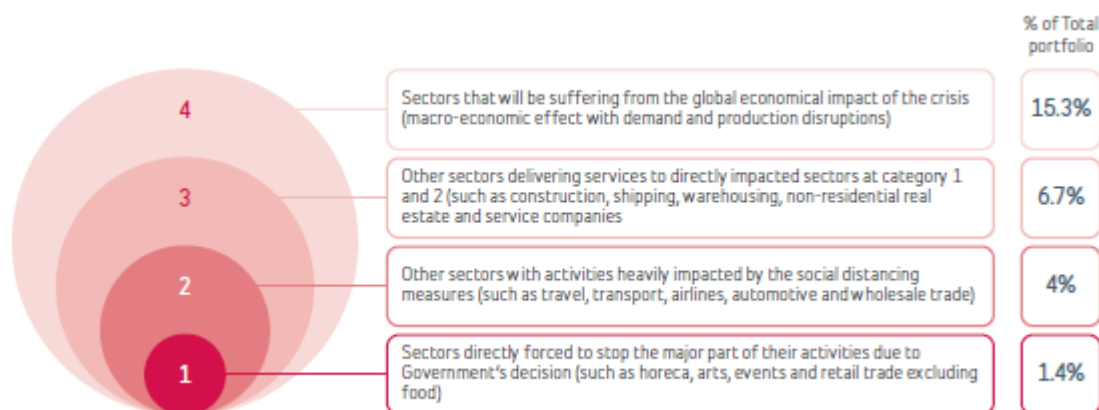 % of Total
portfolio
4
Sectors that will be suffering from the global economical impact of the crisis
(macro-economic effect with demand and production disruptions)
15.3%
3
Other sectors delivering services to directly impacted sectors at category 1
and 2 (such as construction, shipping, warehousing, non-residential real
estate and service companies
6.7%
2
Other sectors with activities heavily impacted by the social distancing
measures (such as travel, transport, airlines, automotive and wholesale trade)
4%
1
Sectors directly forced to stop the major part of their activities due to
Government's decision (such as horeca, arts, events and retail trade excluding
food)
1.4%